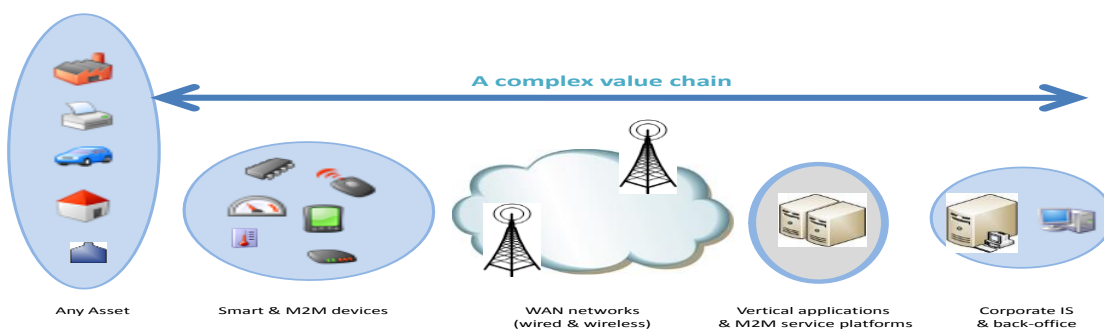 A complex value chain
Any Asset
Smart & M2M devices
WAN networks
(wired & wireless)
Vertical applications
& M2M service platforms
Corporate IS
& back-office